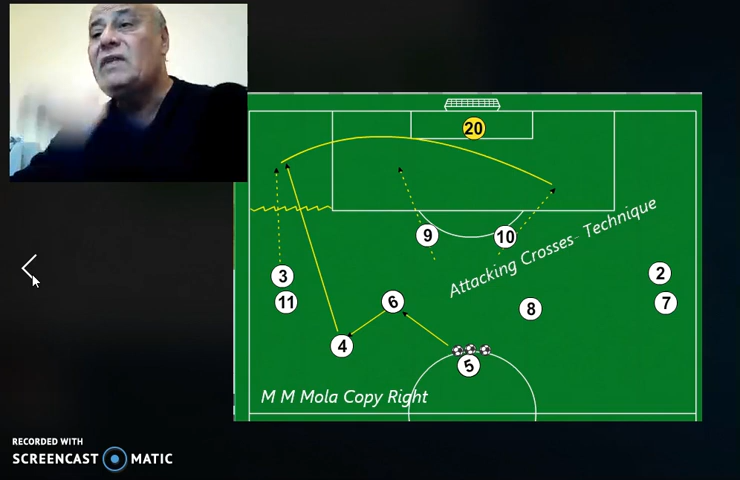 20
9
10
Attacking Crosses- Technique
3
2
11
6
8
7
4
5
M M Mola Copy Right
RECORDED WITH
SCREENCAST MATIC